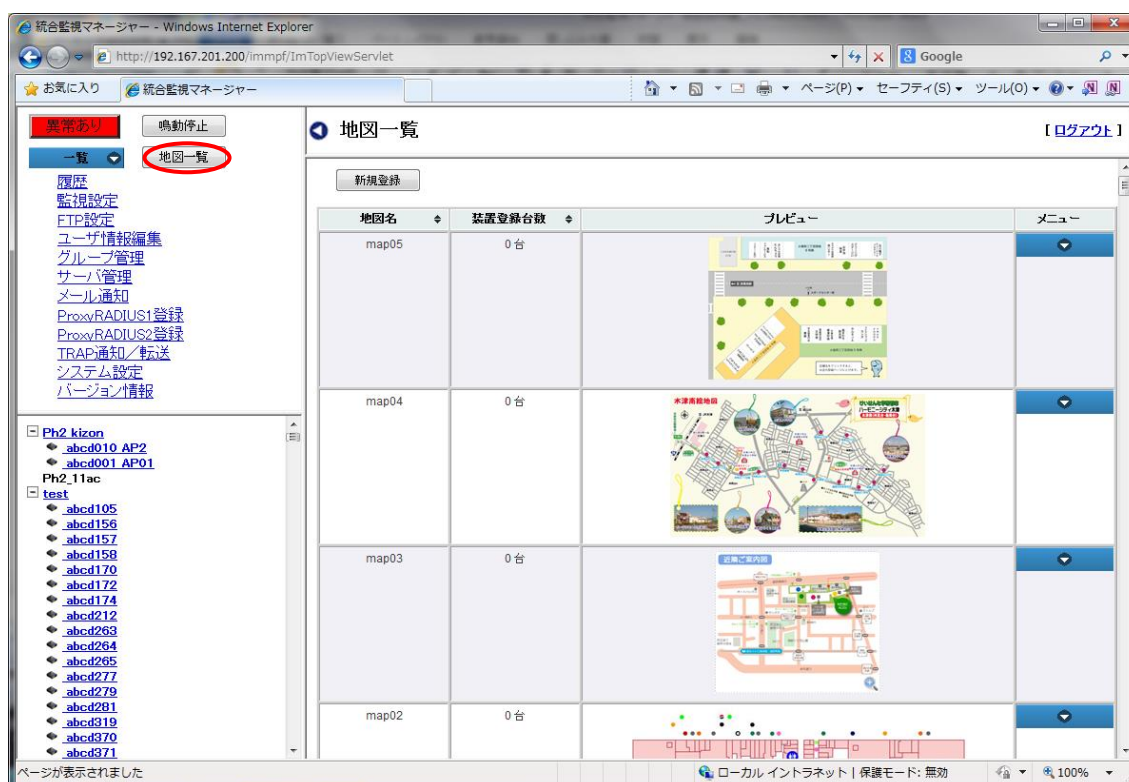 統合監視マネージャー - Windows Internet Explorer
http://192.167.201.200/immpf/ImTopViewServlet
Google
お気に入り
統合監視マネージャー
ページ(P)
セーフティ(S)
ツール(O)
異常あり
鳴動停止
一覧
地図一覧
履歴
監視設定
FTP設定
ユーザ情報編集
グループ管理
サーバ管理
メール通知
ProxyRADIUS1登録
ProxyRADIUS2登録
TRAP通知／転送
システム設定
バージョン情報
Ph2 kizon
abcd010 AP2
abcd001 AP01
Ph2_11ac
test
abcd105
abcd156
abcd157
abcd158
abcd170
abcd172
abcd174
abcd212
abcd263
abcd264
abcd265
abcd277
abcd279
abcd281
abcd319
abcd370
abcd371
地図一覧
[ ログアウト ]
新規登録
地図名 装置登録台数 プレビュー メニュー
map05 0 台
map04 0 台
木津南館地図
map03 0 台
近隣ご案内図
map02 0 台
ページが表示されました
ローカル イントラネット | 保護モード: 無効
100%